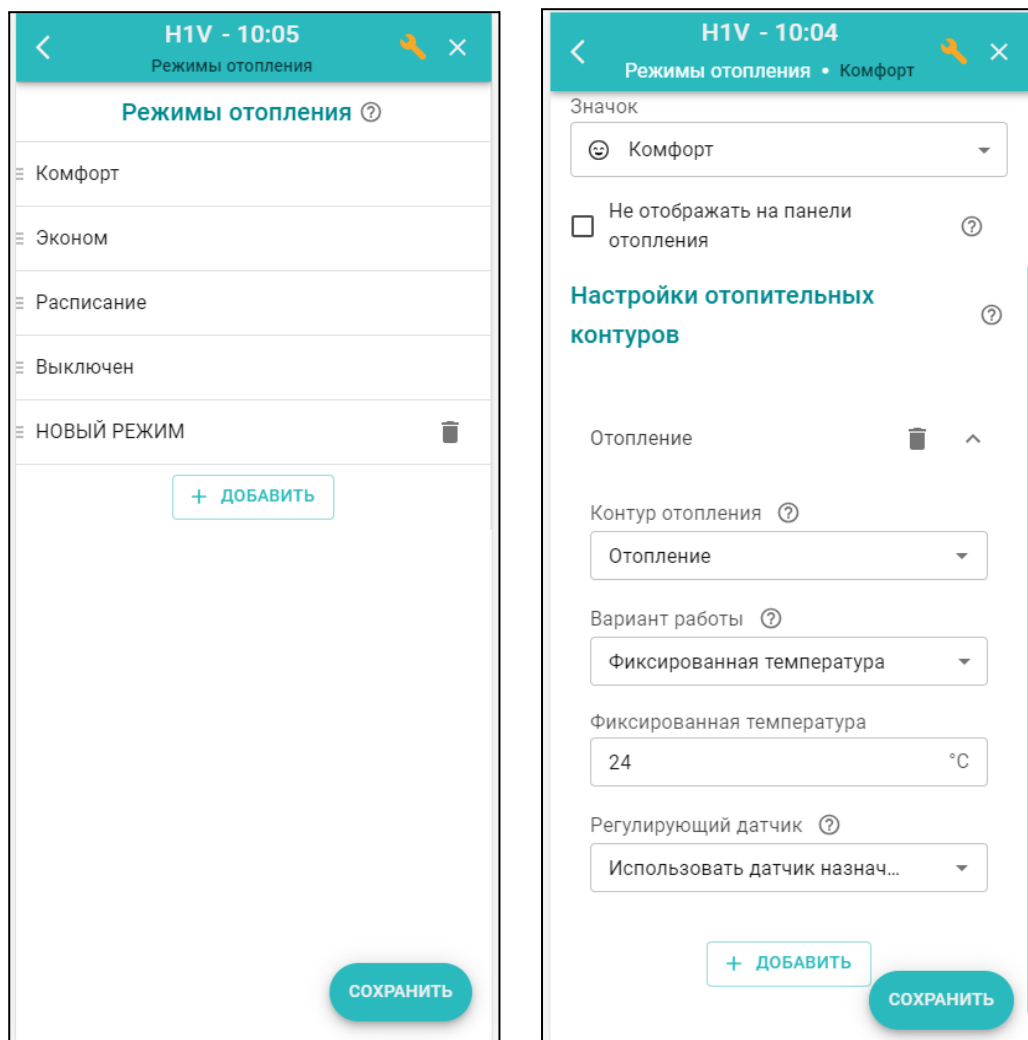 H1V - 10:05
Режимы отопления
Режимы отопления
Комфорт
Эконом
Расписание
Выключен
НОВЫЙ РЕЖИМ
+ ДОБАВИТЬ
СОХРАНИТЬ
H1V - 10:04
Режимы отопления • Комфорт
Значок
Комфорт
Не отображать на панели
отопления
Настройки отопительных
контуров
Отопление
Контур отопления
Отопление
Вариант работы
Фиксированная температура
Фиксированная температура
24 °C
Регулирующий датчик
Использовать датчик назнач...
+ ДОБАВИТЬ
СОХРАНИТЬ